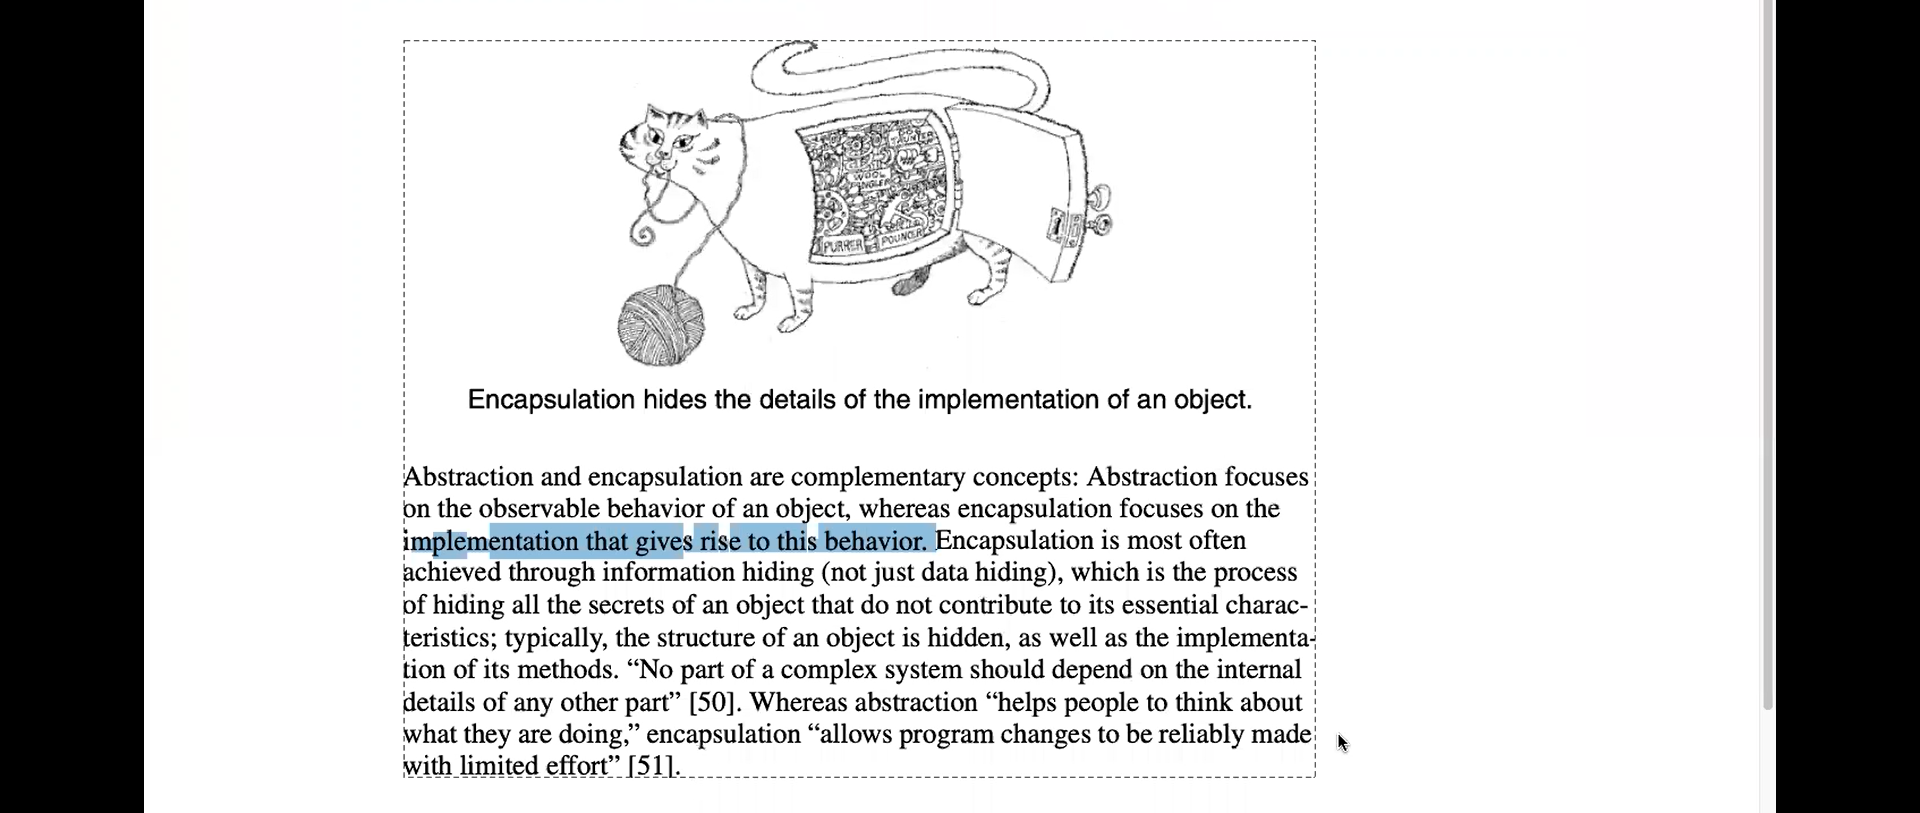 TAUNTER
WOOL
TANGLER
PURRER
POUNCER
Encapsulation hides the details of the implementation of an object.
Abstraction and encapsulation are complementary concepts: Abstraction focuses
on the observable behavior of an object, whereas encapsulation focuses on the
implementation that gives rise to this behavior. Encapsulation is most often
achieved through information hiding (not just data hiding), which is the process
of hiding all the secrets of an object that do not contribute to its essential charac-
teristics; typically, the structure of an object is hidden, as well as the implementa-
tion of its methods. “No part of a complex system should depend on the internal
details of any other part” [50]. Whereas abstraction “helps people to think about
what they are doing,” encapsulation “allows program changes to be reliably made
with limited effort” [51].